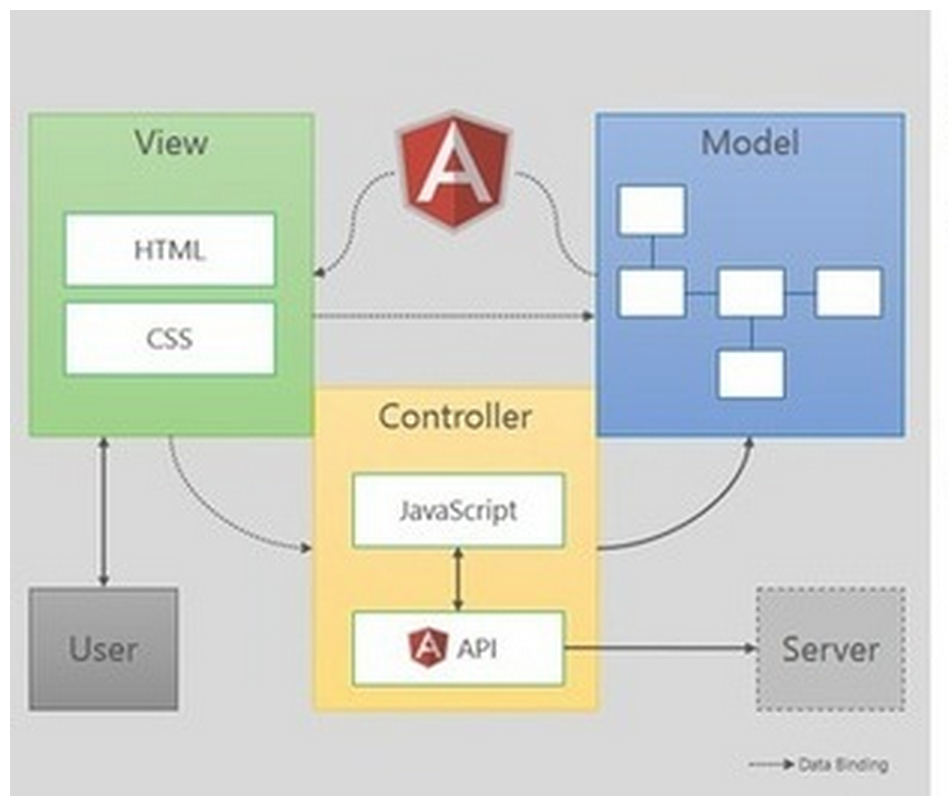 View
A
Model
HTML
CSS
Controller
JavaScript
A API
User
Server
Data Binding